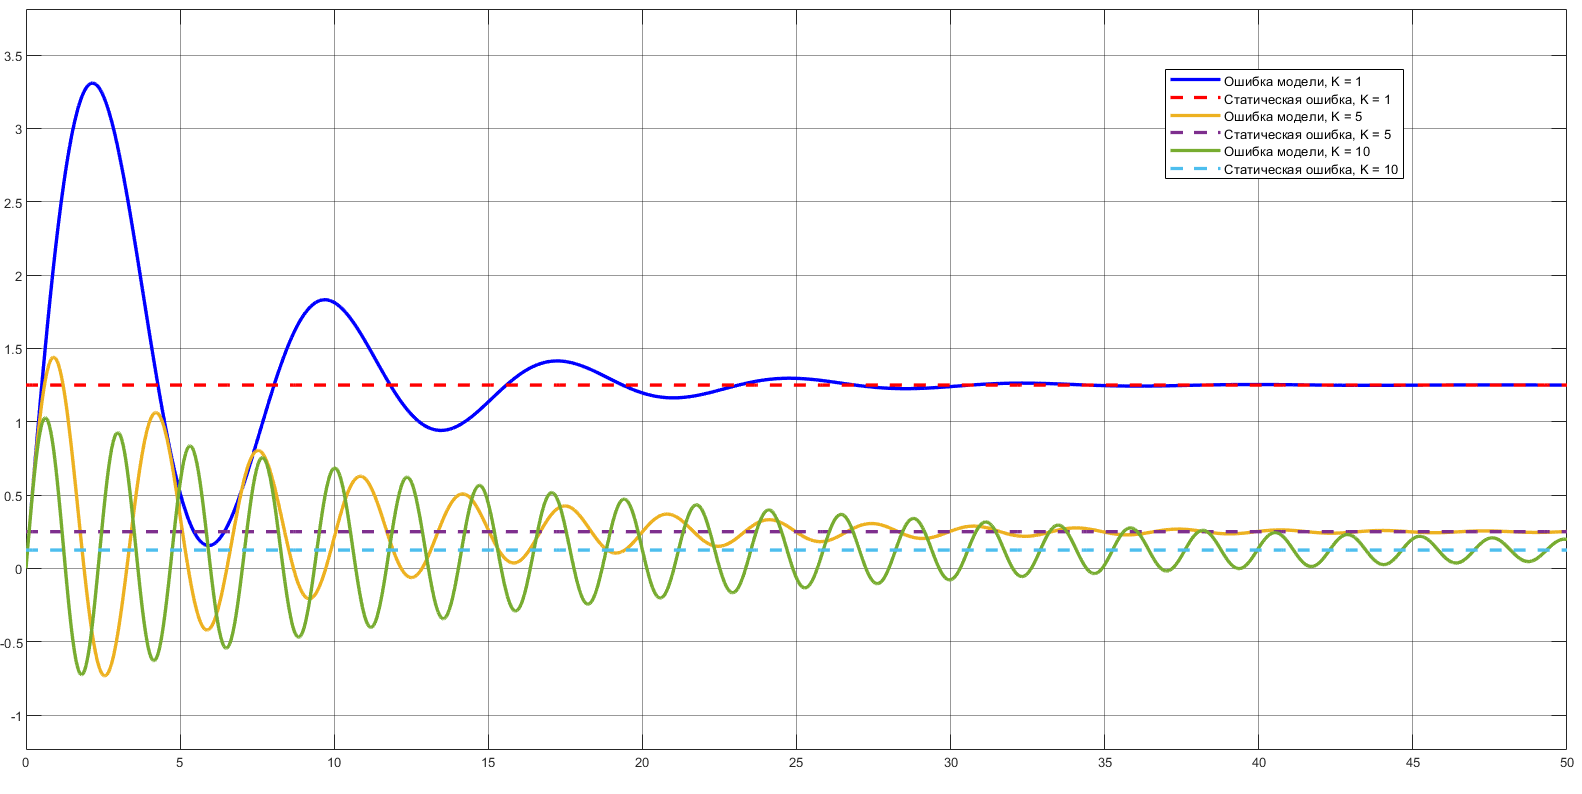 3.5
3
2.5
2
1.5
1
0.5
0
-0.5
-1
Ошибка модели, K = 1
Статическая ошибка, K = 1
Ошибка модели, K = 5
Статическая ошибка, K = 5
Ошибка модели, K = 10
Статическая ошибка, K = 10
0 5 10 15 20 25 30 35 40 45 50